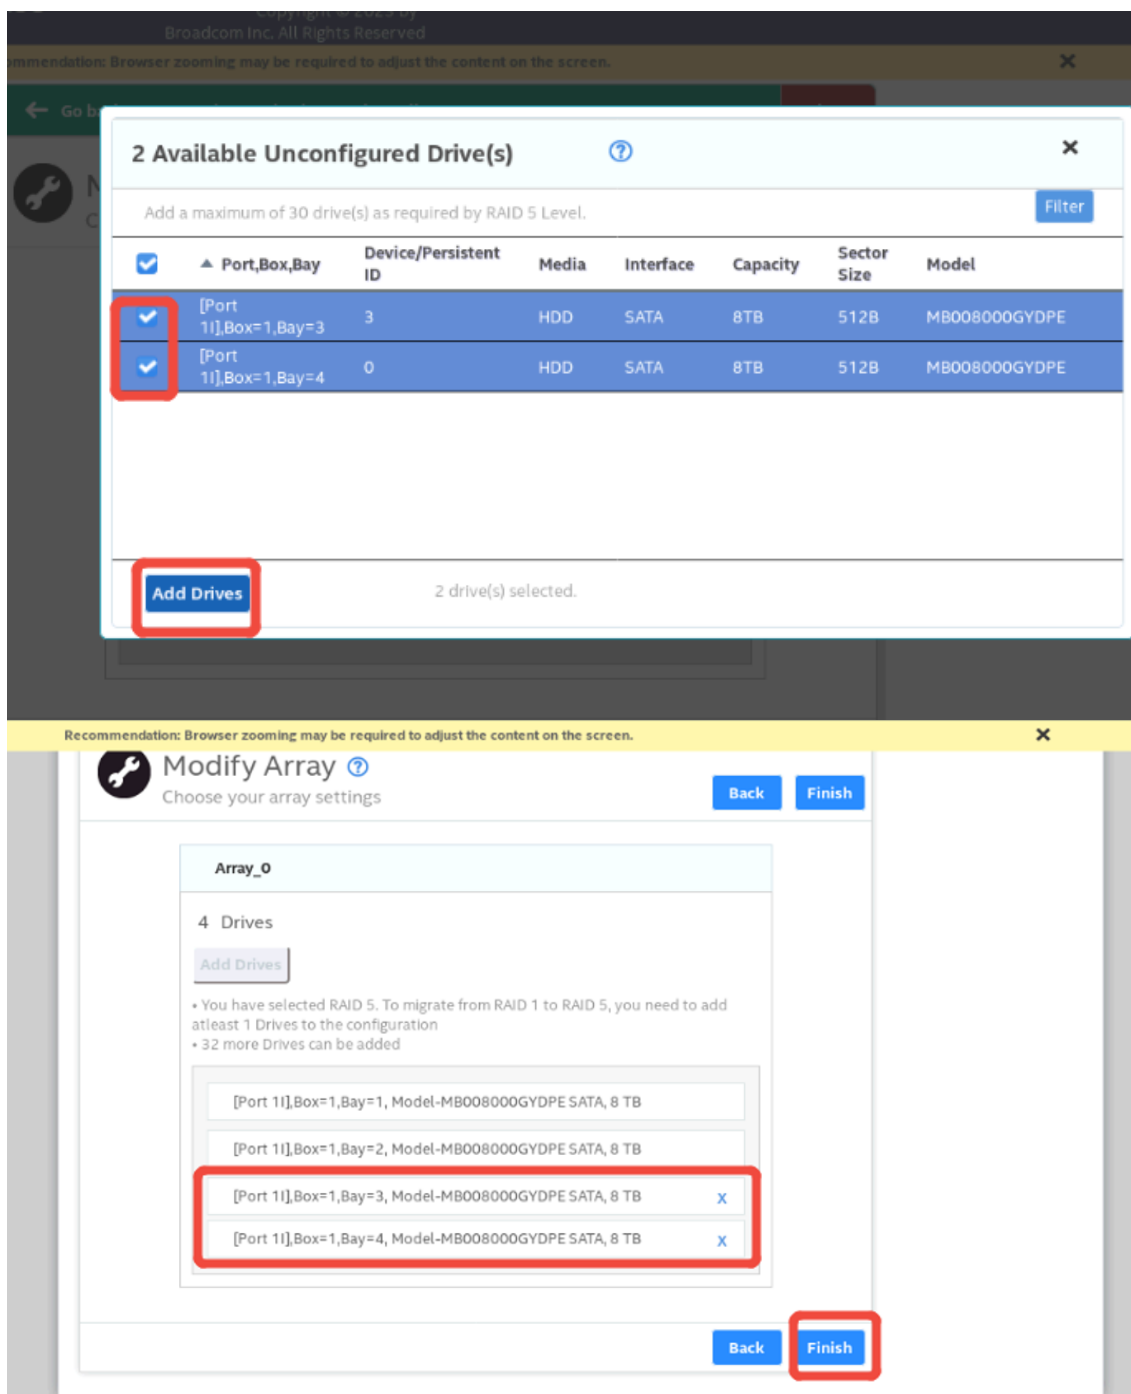 Copyright © 2023 by
Broadcom Inc. All Rights Reserved
ommendation: Browser zooming may be required to adjust the content on the screen.
Go b
2 Available Unconfigured Drive(s)
Add a maximum of 30 drive(s) as required by RAID 5 Level.
Filter
Port,Box,Bay Device/Persistent ID Media Interface Capacity Sector Size Model
[Port 1I],Box=1,Bay=3 3 HDD SATA 8TB 512B MB008000GYDPE
[Port 1I],Box=1,Bay=4 0 HDD SATA 8TB 512B MB008000GYDPE
Add Drives
2 drive(s) selected.
Recommendation: Browser zooming may be required to adjust the content on the screen.
Modify Array
Choose your array settings
Back Finish
Array_0
4 Drives
Add Drives
• You have selected RAID 5. To migrate from RAID 1 to RAID 5, you need to add
atleast 1 Drives to the configuration
• 32 more Drives can be added
[Port 1I],Box=1,Bay=1, Model-MB008000GYDPE SATA, 8 TB
[Port 1I],Box=1,Bay=2, Model-MB008000GYDPE SATA, 8 TB
[Port 1I],Box=1,Bay=3, Model-MB008000GYDPE SATA, 8 TB x
[Port 1I],Box=1,Bay=4, Model-MB008000GYDPE SATA, 8 TB x
Back Finish